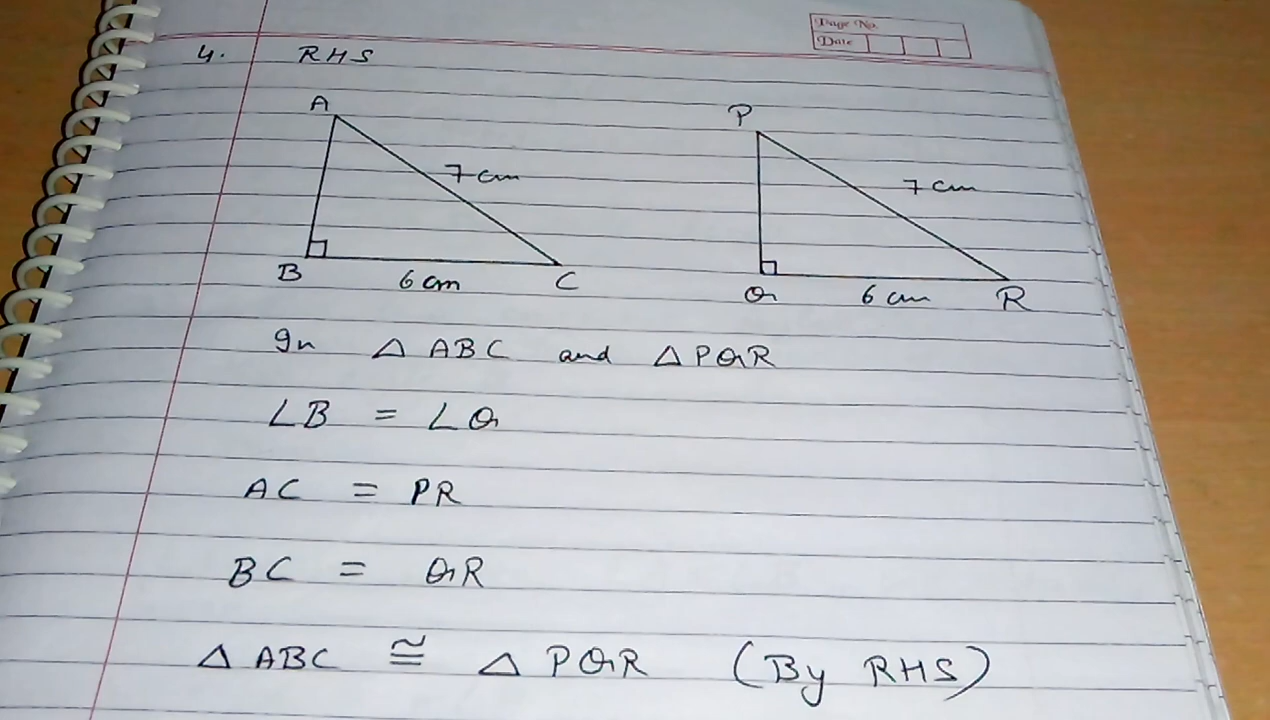 Page No.
Date
4. RHS
A
P
7 cm
7 cm
B
6 cm
C
Q
6 cm
R
In △ ABC and △ PQR
∠B = ∠Q
AC = PR
BC = QR
△ ABC ≅ △ PQR (By RHS)